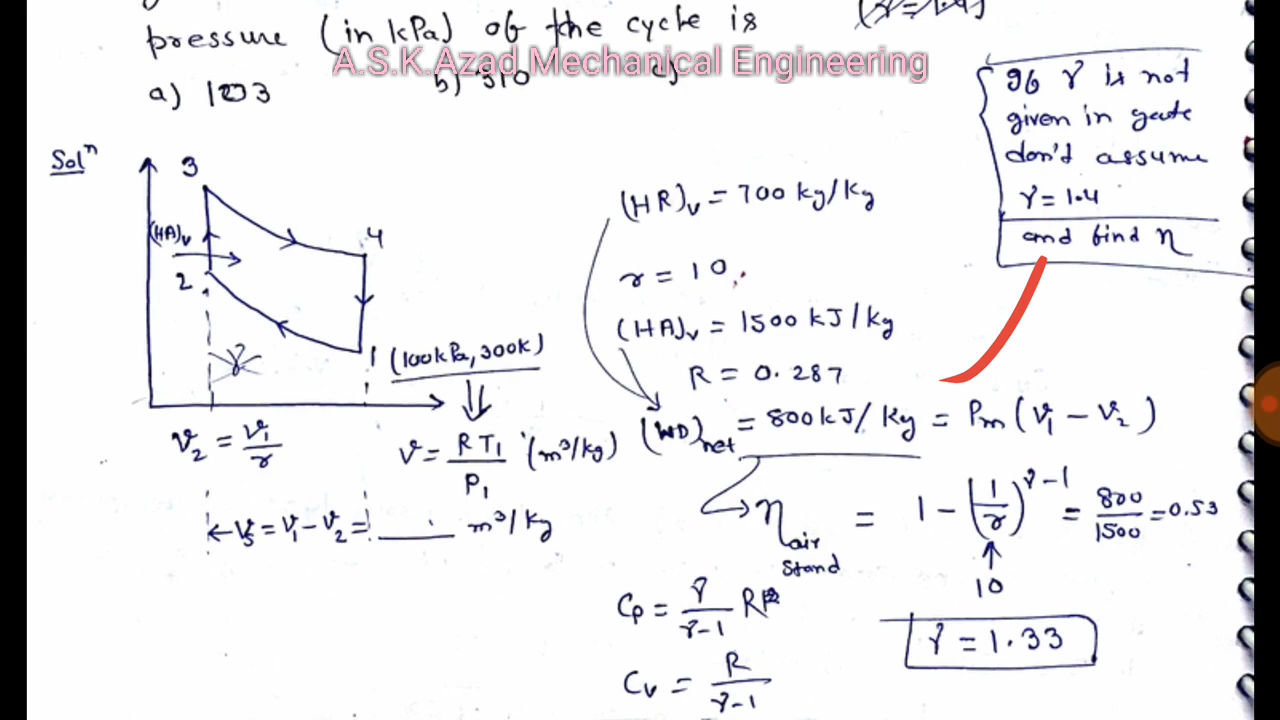 pressure (in kPa) of the cycle is
A.S.K.Azad Mechanical Engineering
a) 103 b) 310 c)
Solⁿ
3
(HA)ᵥ
4
2
1 (100kPa, 300K)
v₂ = v₁/r
v = RT₁/P₁ (m³/kg)
← vₛ = v₁ - v₂ = ______ m³/kg
(HR)ᵥ = 700 kg/kg
r = 10
(HA)ᵥ = 1500 kJ/kg
R = 0.287
(WD)net = 800 kJ/Kg = Pm (v₁ - v₂)
→ η air stand = 1 - (1/r)^(γ-1) = 800/1500 = 0.53
10
Cp = γ/(γ-1) R
γ = 1.33
Cv = R/(γ-1)
If γ is not
given in gate
don'd assume
γ = 1.4
and find η